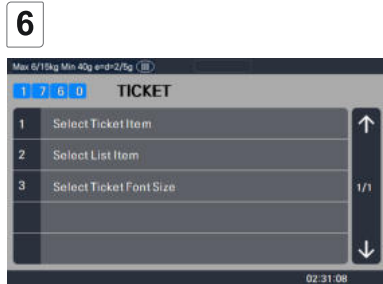 6
Max 6/15kg Min 40g e=d=2/5g (III)
1 7 6 0 TICKET
1 Select Ticket Item
2 Select List Item
3 Select Ticket Font Size
1/1
02:31:08